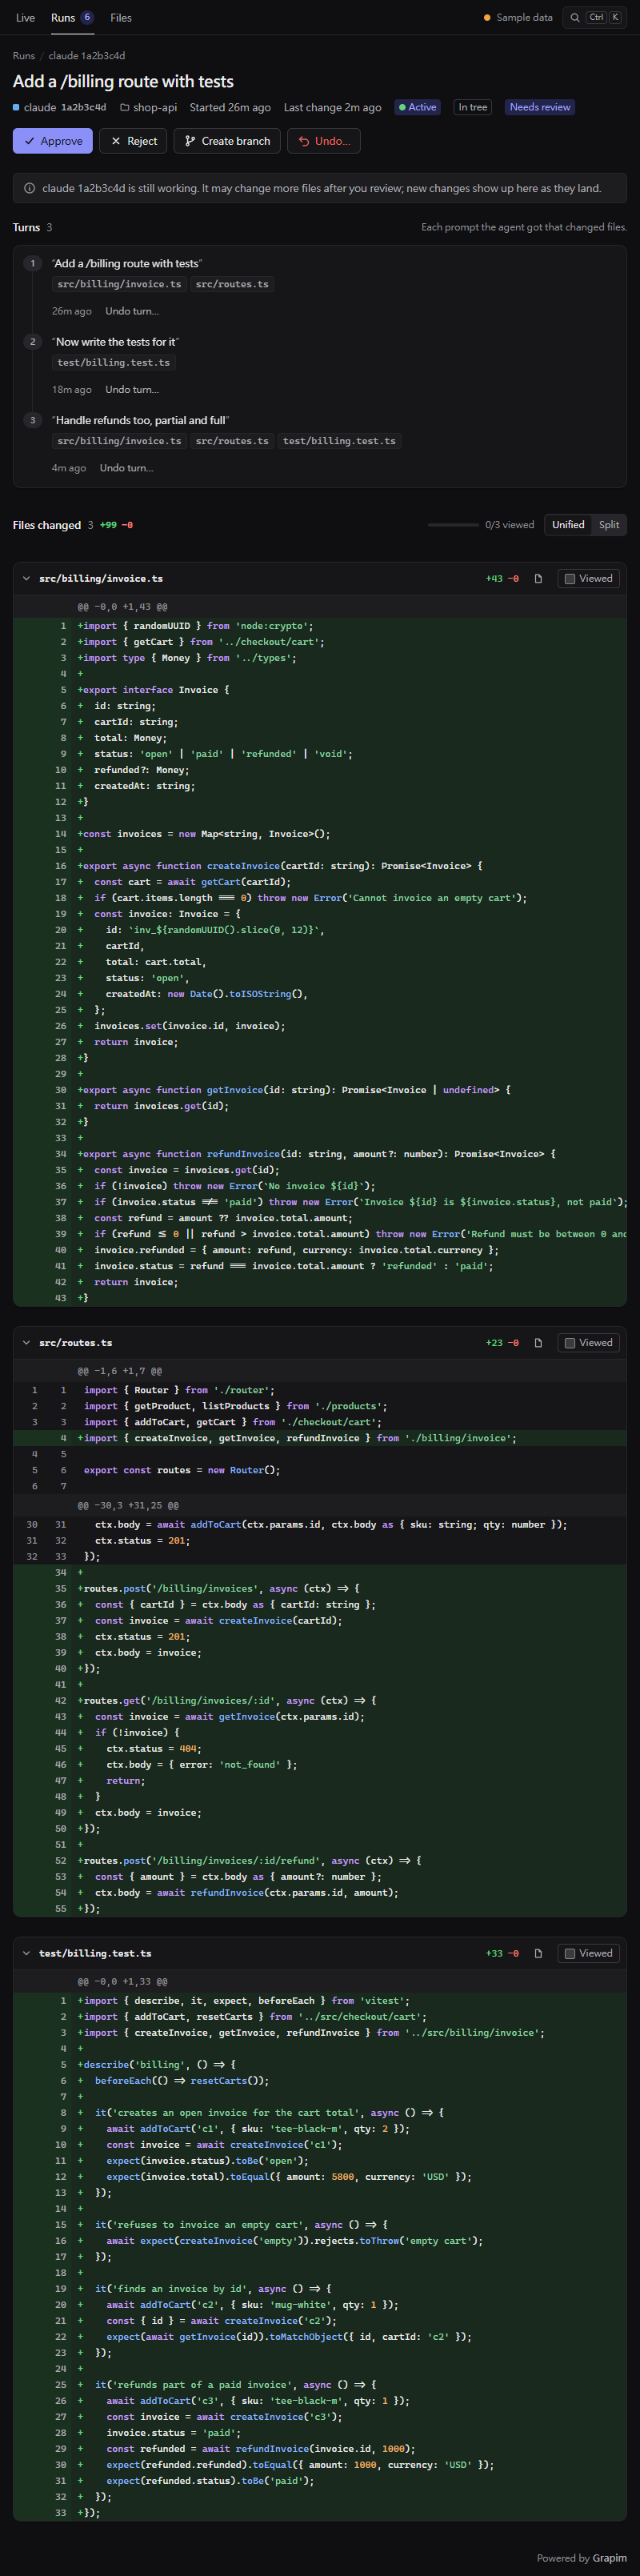 Live Runs 6 Files Sample data Ctrl K
Runs / claude 1a2b3c4d
Add a /billing route with tests
claude 1a2b3c4d shop-api Started 26m ago Last change 2m ago Active In tree Needs review
Approve Reject Create branch Undo...
claude 1a2b3c4d is still working. It may change more files after you review; new changes show up here as they land.
Turns 3 Each prompt the agent got that changed files.
1 “Add a /billing route with tests”
src/billing/invoice.ts src/routes.ts
26m ago Undo turn...
2 “Now write the tests for it”
test/billing.test.ts
18m ago Undo turn...
3 “Handle refunds too, partial and full”
src/billing/invoice.ts src/routes.ts test/billing.test.ts
4m ago Undo turn...
Files changed 3 +99 −0 0/3 viewed Unified Split
src/billing/invoice.ts +43 −0 Viewed
@@ -0,0 +1,43 @@
1 +import { randomUUID } from 'node:crypto';
2 +import { getCart } from '../checkout/cart';
3 +import type { Money } from '../types';
4 +
5 +export interface Invoice {
6 +  id: string;
7 +  cartId: string;
8 +  total: Money;
9 +  status: 'open' | 'paid' | 'refunded' | 'void';
10 +  refunded?: Money;
11 +  createdAt: string;
12 +}
13 +
14 +const invoices = new Map<string, Invoice>();
15 +
16 +export async function createInvoice(cartId: string): Promise<Invoice> {
17 +  const cart = await getCart(cartId);
18 +  if (cart.items.length === 0) throw new Error('Cannot invoice an empty cart');
19 +  const invoice: Invoice = {
20 +    id: `inv_${randomUUID().slice(0, 12)}`,
21 +    cartId,
22 +    total: cart.total,
23 +    status: 'open',
24 +    createdAt: new Date().toISOString(),
25 +  };
26 +  invoices.set(invoice.id, invoice);
27 +  return invoice;
28 +}
29 +
30 +export async function getInvoice(id: string): Promise<Invoice | undefined> {
31 +  return invoices.get(id);
32 +}
33 +
34 +export async function refundInvoice(id: string, amount?: number): Promise<Invoice> {
35 +  const invoice = invoices.get(id);
36 +  if (!invoice) throw new Error(`No invoice ${id}`);
37 +  if (invoice.status !== 'paid') throw new Error(`Invoice ${id} is ${invoice.status}, not paid`);
38 +  const refund = amount ?? invoice.total.amount;
39 +  if (refund <= 0 || refund > invoice.total.amount) throw new Error('Refund must be between 0 and
40 +  invoice.refunded = { amount: refund, currency: invoice.total.currency };
41 +  invoice.status = refund === invoice.total.amount ? 'refunded' : 'paid';
42 +  return invoice;
43 +}
src/routes.ts +23 −0 Viewed
@@ -1,6 +1,7 @@
1 1 import { Router } from './router';
2 2 import { getProduct, listProducts } from './products';
3 3 import { addToCart, getCart } from './checkout/cart';
4 +import { createInvoice, getInvoice, refundInvoice } from './billing/invoice';
4 5
5 6 export const routes = new Router();
6 7
@@ -30,3 +31,25 @@
30 31   ctx.body = await addToCart(ctx.params.id, ctx.body as { sku: string; qty: number });
31 32   ctx.status = 201;
32 33 });
34 +
35 +routes.post('/billing/invoices', async (ctx) => {
36 +  const { cartId } = ctx.body as { cartId: string };
37 +  const invoice = await createInvoice(cartId);
38 +  ctx.status = 201;
39 +  ctx.body = invoice;
40 +});
41 +
42 +routes.get('/billing/invoices/:id', async (ctx) => {
43 +  const invoice = await getInvoice(ctx.params.id);
44 +  if (!invoice) {
45 +    ctx.status = 404;
46 +    ctx.body = { error: 'not_found' };
47 +    return;
48 +  }
49 +  ctx.body = invoice;
50 +});
51 +
52 +routes.post('/billing/invoices/:id/refund', async (ctx) => {
53 +  const { amount } = ctx.body as { amount?: number };
54 +  ctx.body = await refundInvoice(ctx.params.id, amount);
55 +});
test/billing.test.ts +33 −0 Viewed
@@ -0,0 +1,33 @@
1 +import { describe, it, expect, beforeEach } from 'vitest';
2 +import { addToCart, resetCarts } from '../src/checkout/cart';
3 +import { createInvoice, getInvoice, refundInvoice } from '../src/billing/invoice';
4 +
5 +describe('billing', () => {
6 +  beforeEach(() => resetCarts());
7 +
8 +  it('creates an open invoice for the cart total', async () => {
9 +    await addToCart('c1', { sku: 'tee-black-m', qty: 2 });
10 +    const invoice = await createInvoice('c1');
11 +    expect(invoice.status).toBe('open');
12 +    expect(invoice.total).toEqual({ amount: 5800, currency: 'USD' });
13 +  });
14 +
15 +  it('refuses to invoice an empty cart', async () => {
16 +    await expect(createInvoice('empty')).rejects.toThrow('empty cart');
17 +  });
18 +
19 +  it('finds an invoice by id', async () => {
20 +    await addToCart('c2', { sku: 'mug-white', qty: 1 });
21 +    const { id } = await createInvoice('c2');
22 +    expect(await getInvoice(id)).toMatchObject({ id, cartId: 'c2' });
23 +  });
24 +
25 +  it('refunds part of a paid invoice', async () => {
26 +    await addToCart('c3', { sku: 'tee-black-m', qty: 1 });
27 +    const invoice = await createInvoice('c3');
28 +    invoice.status = 'paid';
29 +    const refunded = await refundInvoice(invoice.id, 1000);
30 +    expect(refunded.refunded).toEqual({ amount: 1000, currency: 'USD' });
31 +    expect(refunded.status).toBe('paid');
32 +  });
33 +});
Powered by Grapim